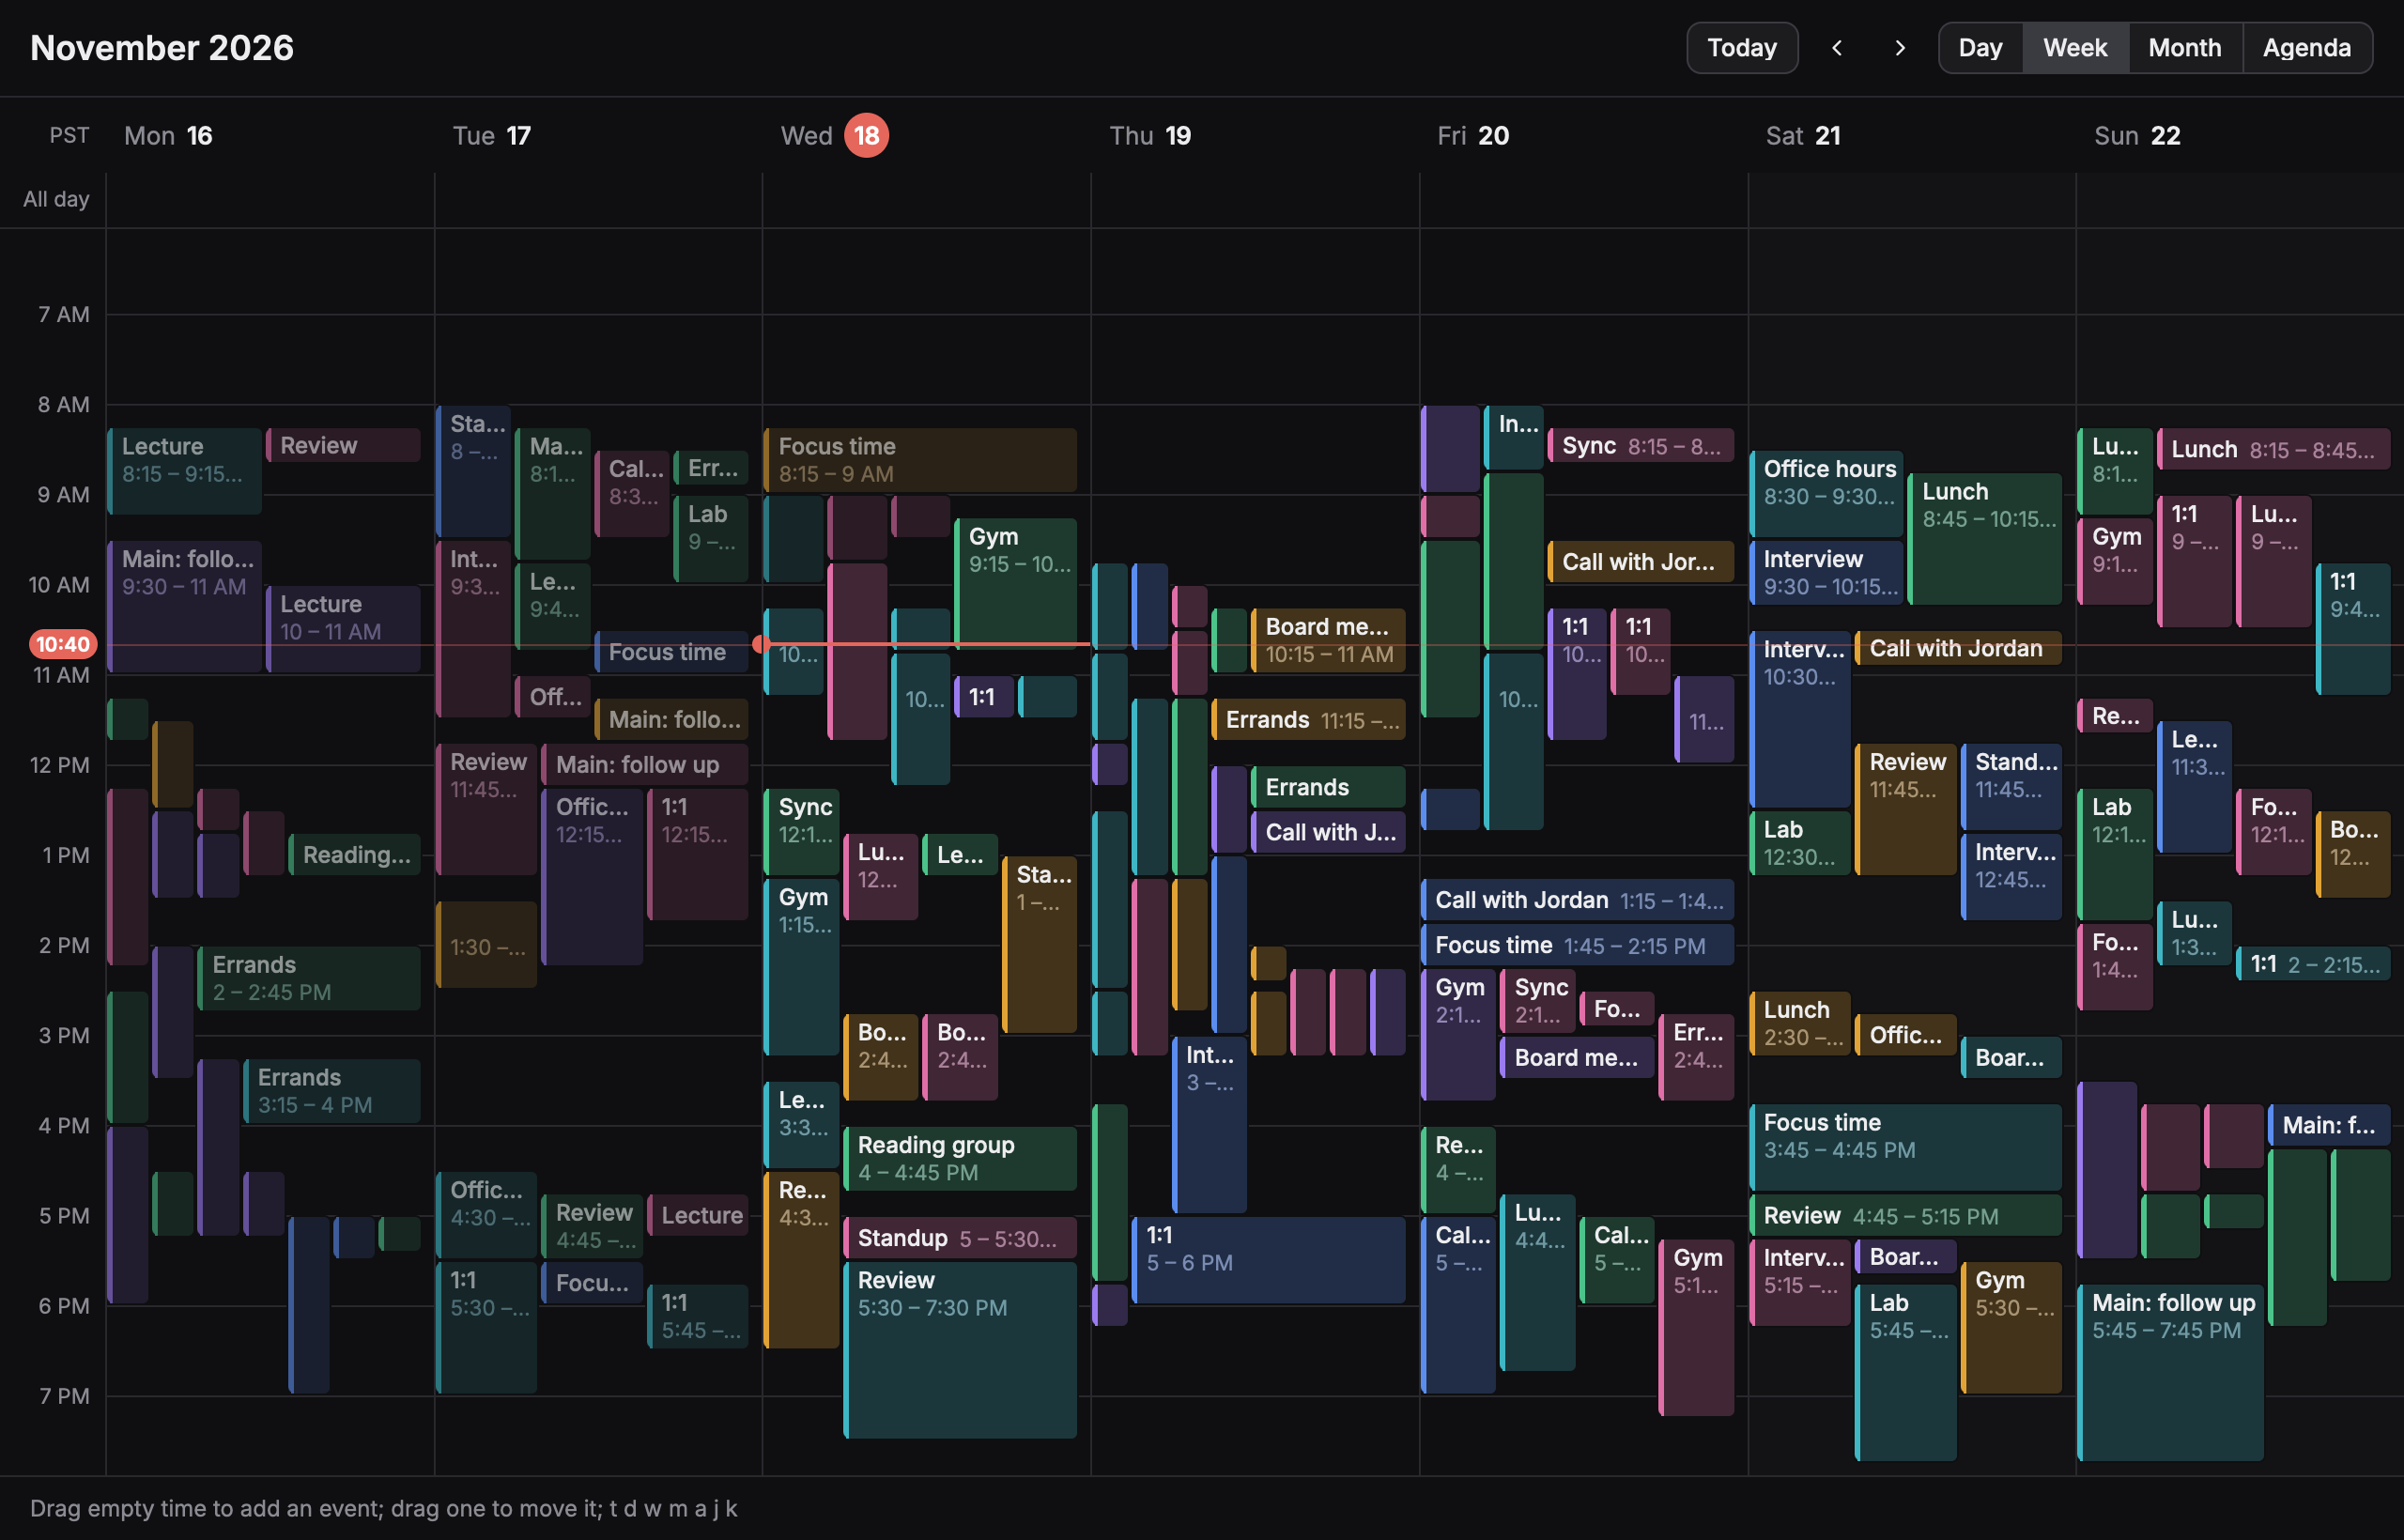 November 2026
Today
Day
Week
Month
Agenda
PST
Mon 16
Tue 17
Wed 18
Thu 19
Fri 20
Sat 21
Sun 22
All day
7 AM
8 AM
9 AM
10 AM
10:40
11 AM
12 PM
1 PM
2 PM
3 PM
4 PM
5 PM
6 PM
7 PM
Lecture
8:15 – 9:15...
Review
Main: follo...
9:30 – 11 AM
Lecture
10 – 11 AM
Reading...
Errands
2 – 2:45 PM
Errands
3:15 – 4 PM
Sta...
8 –...
Ma...
8:1...
Cal...
8:3...
Err...
Lab
9 –...
Int...
9:3...
Le...
9:4...
Focus time
Off...
Main: follo...
Review
11:45...
Main: follow up
Offic...
12:15...
1:1
12:15...
1:30 –...
Offic...
4:30 –...
Review
4:45 –...
Lecture
1:1
5:30 –...
Focu...
1:1
5:45 –...
Focus time
8:15 – 9 AM
Gym
9:15 – 10...
10...
10...
1:1
Sync
12:1...
Lu...
12...
Le...
Sta...
1 –...
Gym
1:15...
Bo...
2:4...
Bo...
2:4...
Le...
3:3...
Reading group
4 – 4:45 PM
Re...
4:3...
Standup 5 – 5:30...
Review
5:30 – 7:30 PM
Board me...
10:15 – 11 AM
Errands 11:15 –...
Errands
Call with J...
Int...
3 –...
1:1
5 – 6 PM
In...
Sync 8:15 – 8...
Call with Jor...
1:1
10...
1:1
10...
10...
11...
Call with Jordan 1:15 – 1:4...
Focus time 1:45 – 2:15 PM
Gym
2:1...
Sync
2:1...
Fo...
Err...
2:4...
Board me...
Re...
4 –...
Lu...
4:4...
Cal...
5 –...
Cal...
5 –...
Gym
5:1...
Office hours
8:30 – 9:30...
Lunch
8:45 – 10:15...
Interview
9:30 – 10:15...
Interv...
10:30...
Call with Jordan
Review
11:45...
Stand...
11:45...
Lab
12:30...
Interv...
12:45...
Lunch
2:30 –...
Offic...
Boar...
Focus time
3:45 – 4:45 PM
Review 4:45 – 5:15 PM
Interv...
5:15 –...
Boar...
Gym
5:30 –...
Lab
5:45 –...
Lu...
8:1...
Lunch 8:15 – 8:45...
Gym
9:1...
1:1
9 –...
Lu...
9 –...
1:1
9:4...
Re...
Le...
11:3...
Lab
12:1...
Fo...
12:1...
Bo...
12...
Lu...
1:3...
Fo...
1:4...
1:1 2 – 2:15...
Main: f...
Main: follow up
5:45 – 7:45 PM
Drag empty time to add an event; drag one to move it; t d w m a j k